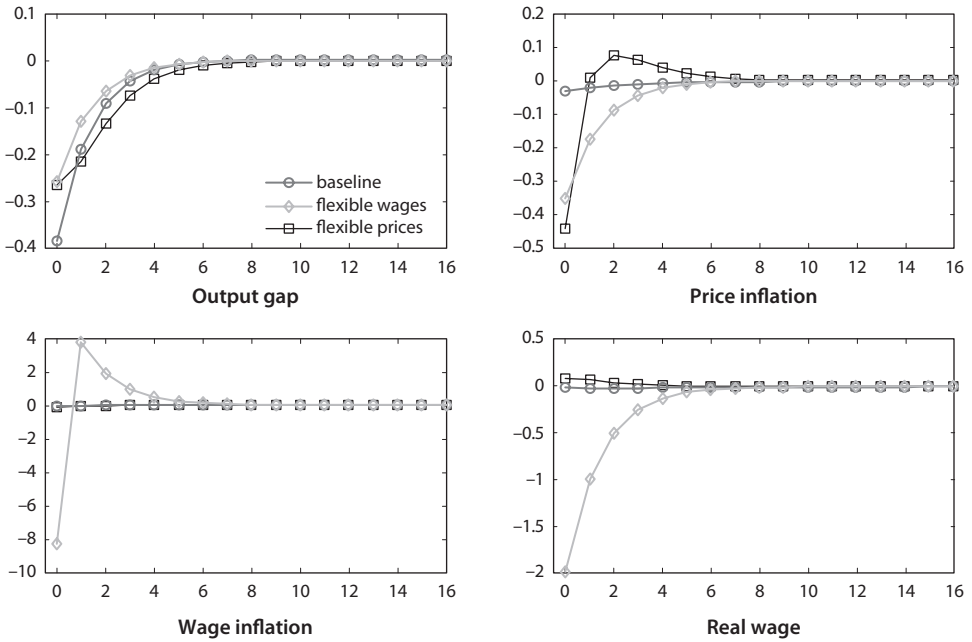 0.1
0
−0.1
−0.2
−0.3
−0.4
0 2 4 6 8 10 12 14 16
baseline
flexible wages
flexible prices
Output gap
0.2
0.1
0
−0.1
−0.2
−0.3
−0.4
−0.5
0 2 4 6 8 10 12 14 16
Price inflation
4
2
0
−2
−4
−6
−8
−10
0 2 4 6 8 10 12 14 16
Wage inflation
0.5
0
−0.5
−1
−1.5
−2
0 2 4 6 8 10 12 14 16
Real wage